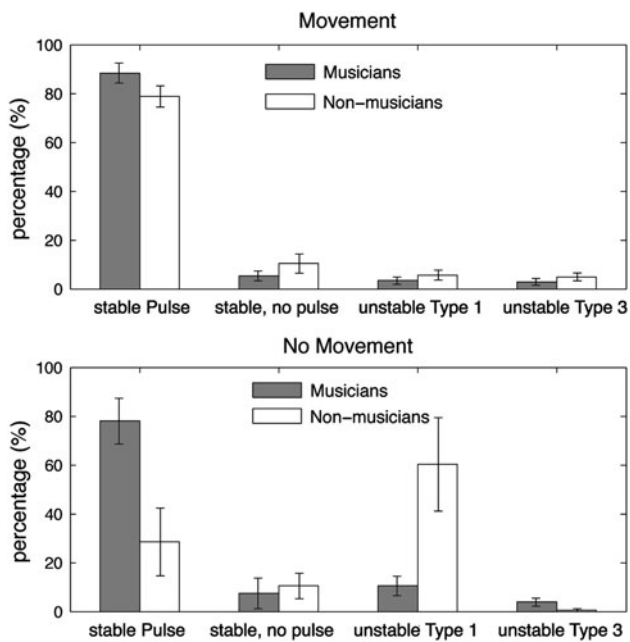 Movement
100
80
60
40
20
0
percentage (%)
Musicians
Non-musicians
stable Pulse stable, no pulse unstable Type 1 unstable Type 3
No Movement
100
80
60
40
20
0
percentage (%)
Musicians
Non-musicians
stable Pulse stable, no pulse unstable Type 1 unstable Type 3